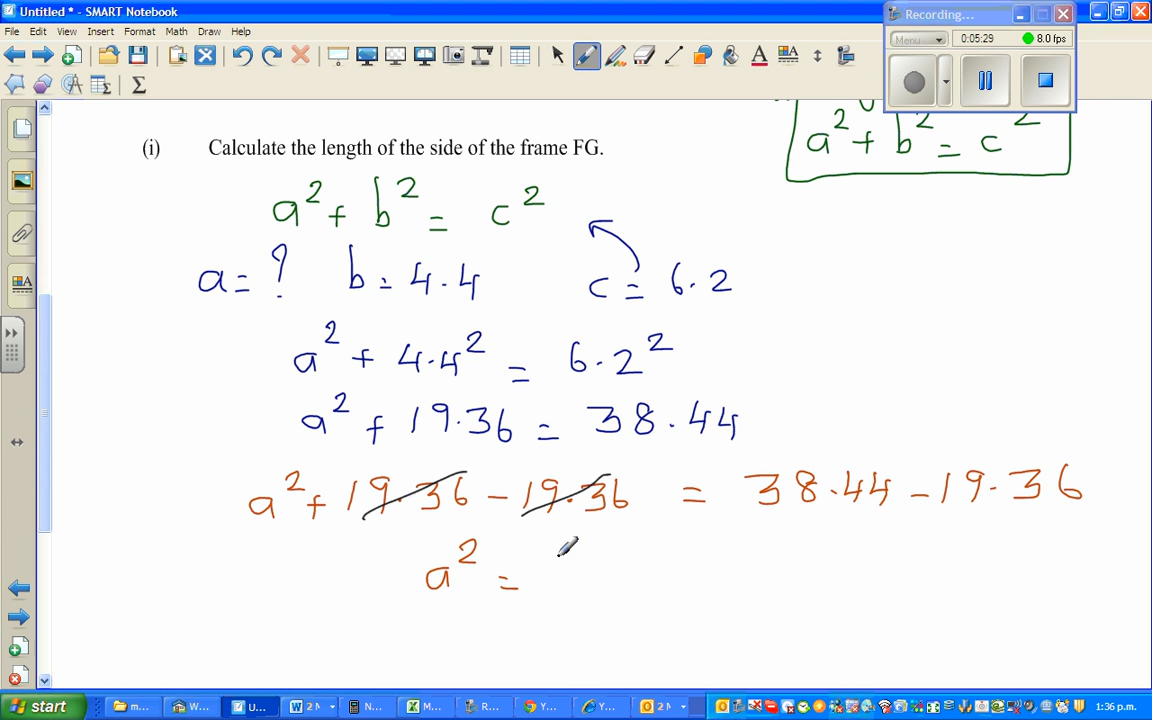 Untitled * - SMART Notebook
Recording...
File Edit View Insert Format Math Draw Help
Menu 0:05:29 8.0 fps
a² + b² = c²
(i) Calculate the length of the side of the frame FG.
a² + b² = c²
a = ? b = 4.4 c = 6.2
a² + 4.4² = 6.2²
a² + 19.36 = 38.44
a² + 19.36 - 19.36 = 38.44 - 19.36
a² =
start m... W... U... 2 N... N... M... R... Y... Y... 2 N... 1:36 p.m.